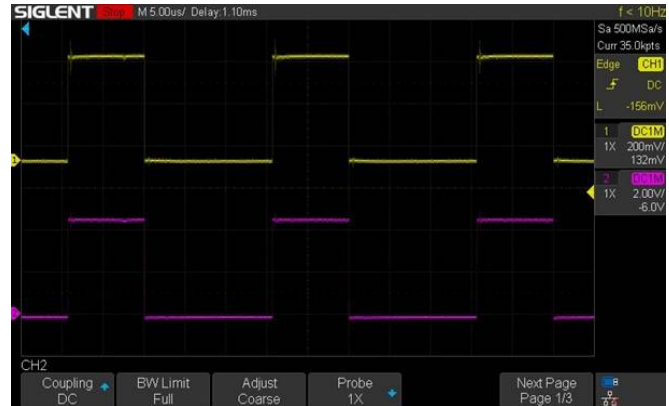 SIGLENT Stop M 5.00us/ Delay:1.10ms f < 10Hz
Sa 500MSa/s
Curr 35.0kpts
Edge CH1
DC
L -156mV
1 DC1M
1X 200mV/
132mV
2 DC1M
1X 2.00V/
-6.0V
1
2
CH2
Coupling BW Limit Adjust Probe Next Page
DC Full Coarse 1X Page 1/3